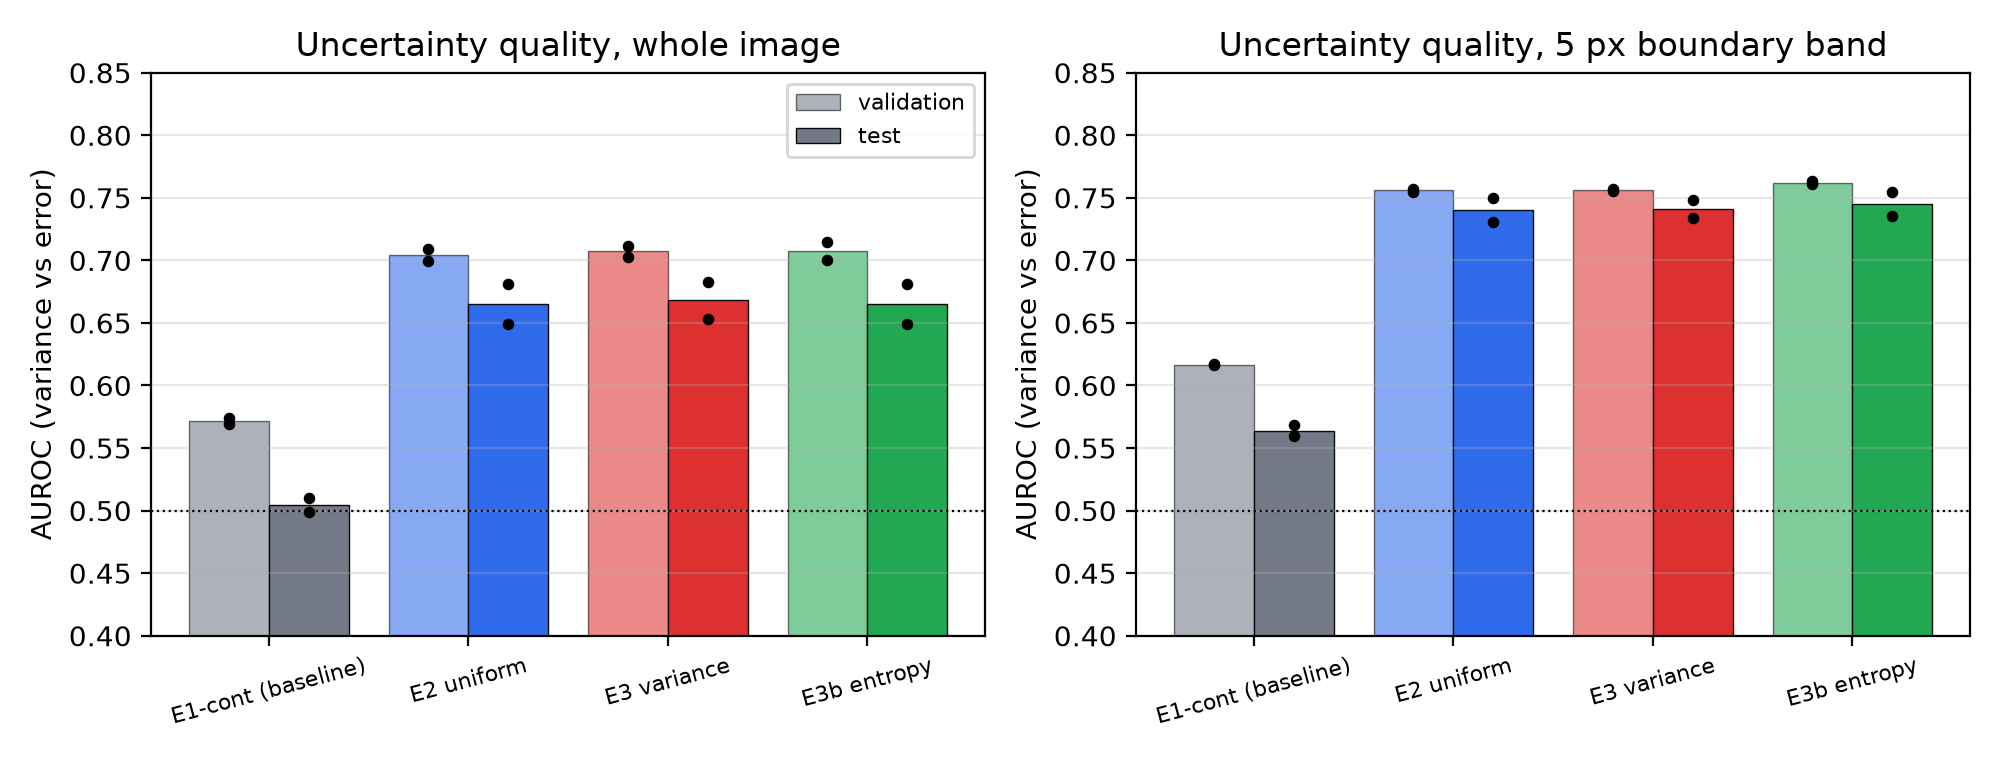 Uncertainty quality, whole image
AUROC (variance vs error)
0.85
0.80
0.75
0.70
0.65
0.60
0.55
0.50
0.45
0.40
validation
test
E1-cont (baseline)
E2 uniform
E3 variance
E3b entropy
Uncertainty quality, 5 px boundary band
AUROC (variance vs error)
0.85
0.80
0.75
0.70
0.65
0.60
0.55
0.50
0.45
0.40
E1-cont (baseline)
E2 uniform
E3 variance
E3b entropy